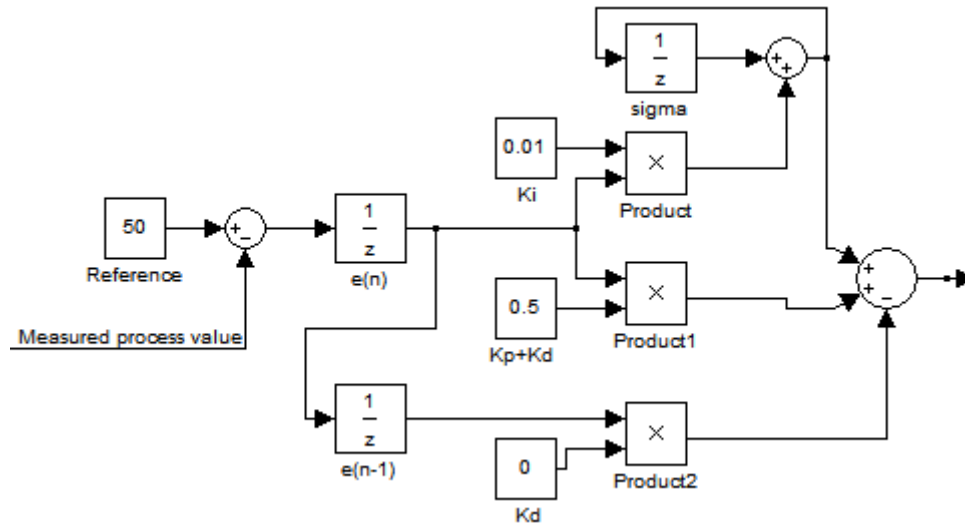 1
z
sigma
+
+
0.01
Ki
×
Product
50
Reference
+
−
1
z
e(n)
Measured process value
0.5
Kp+Kd
×
Product1
+
+
−
1
z
e(n-1)
0
Kd
×
Product2